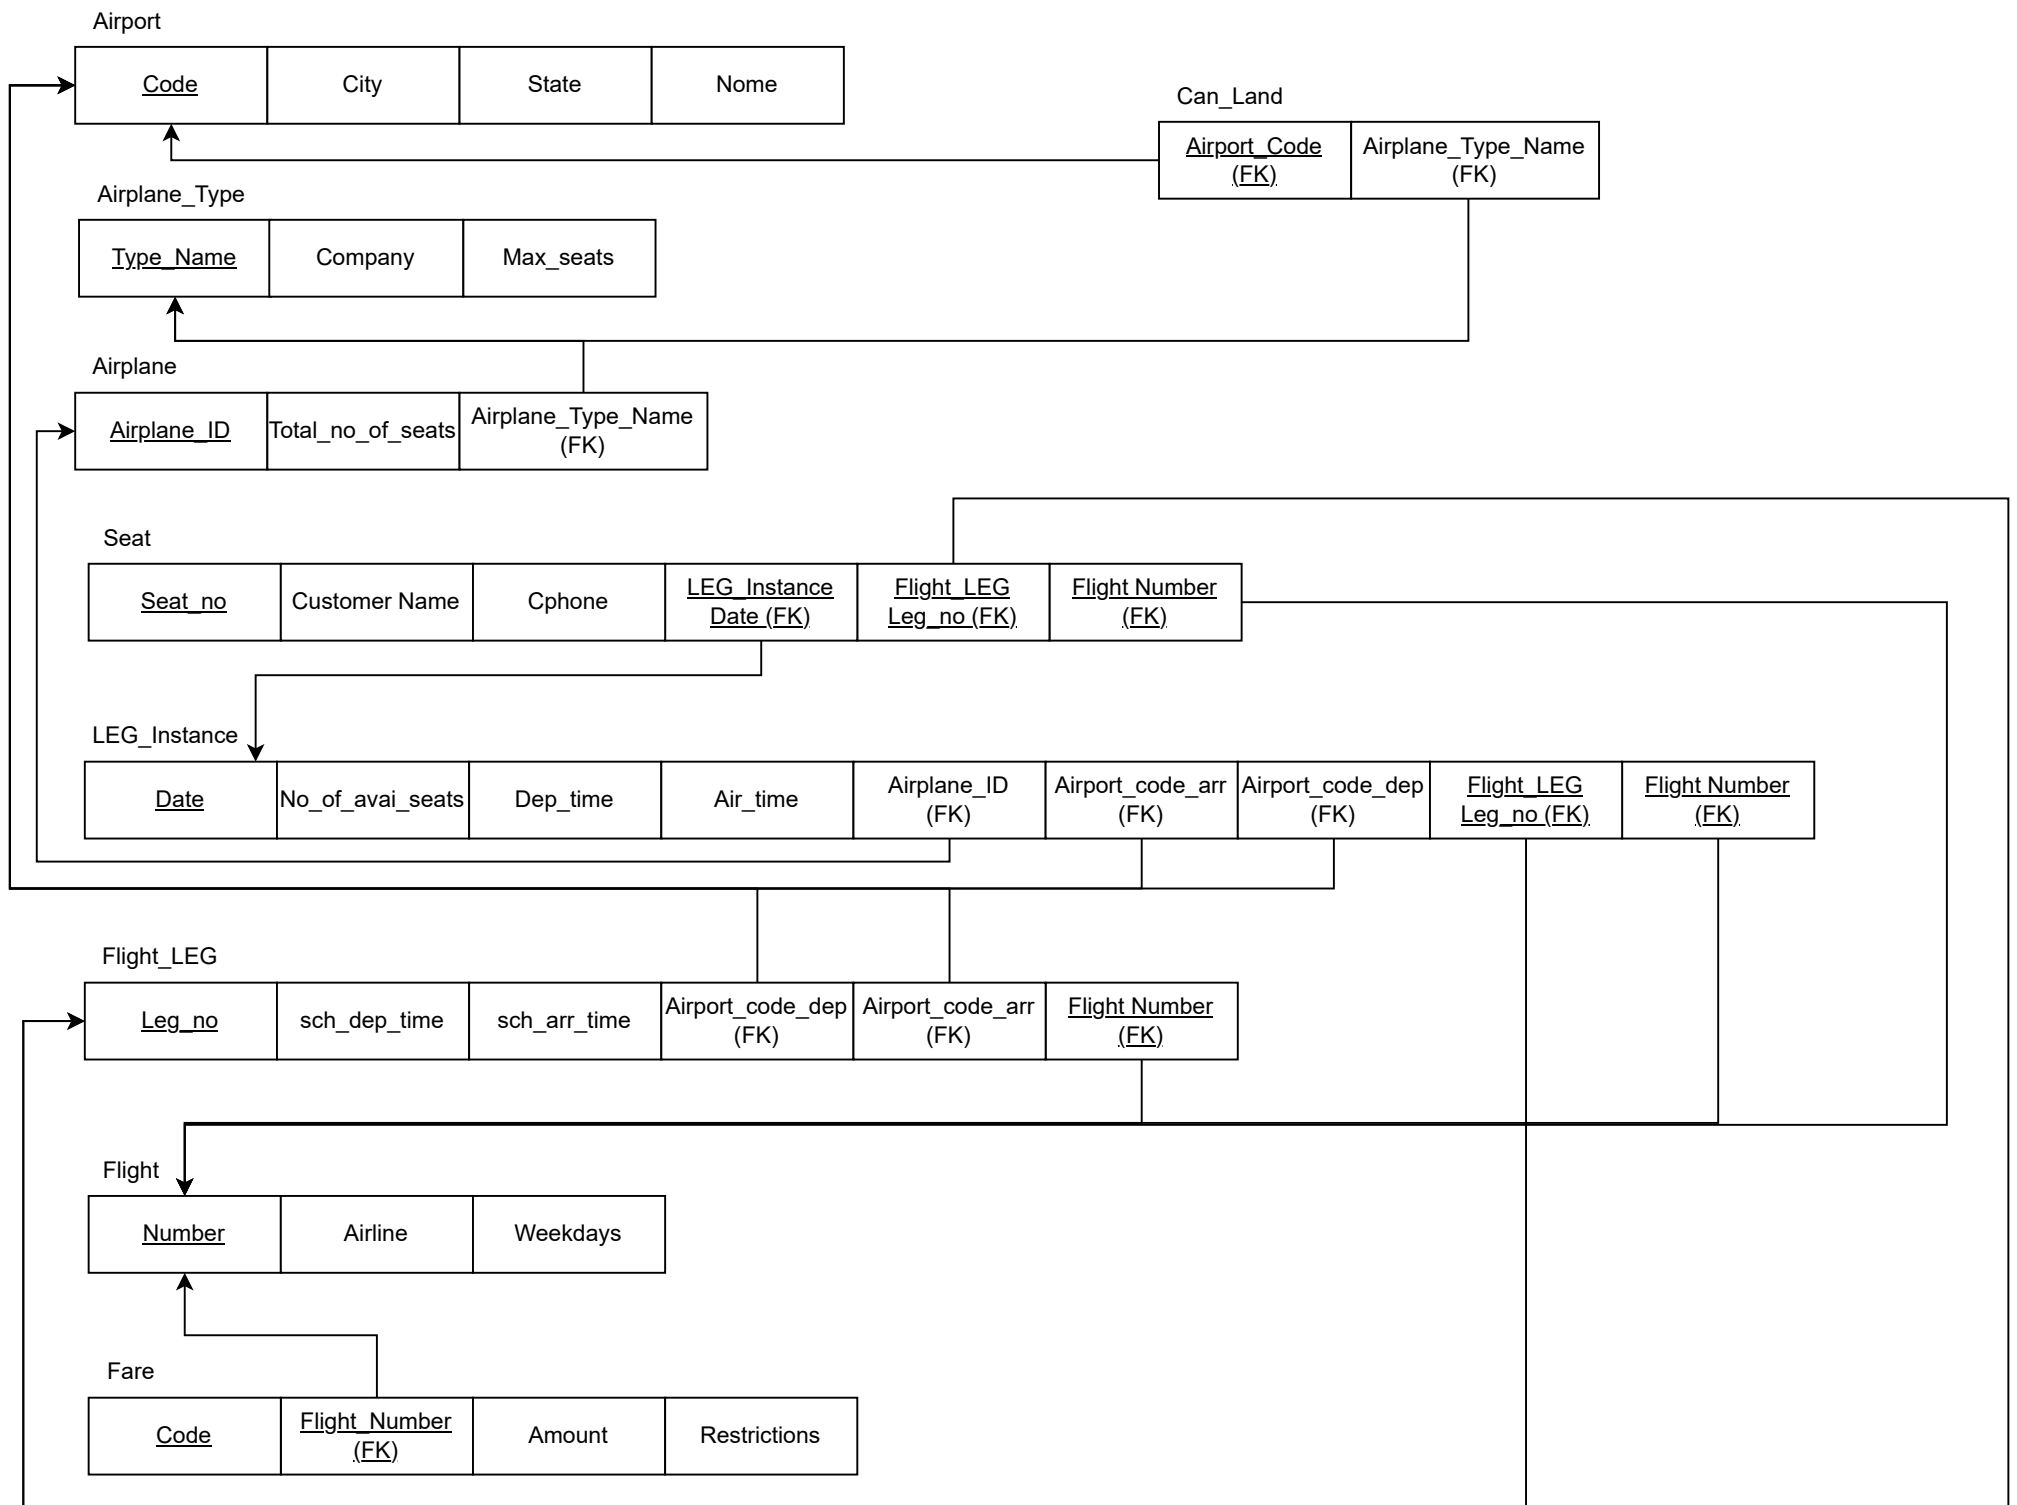 Airport
Code
City
State
Nome
Can_Land
Airport_Code
(FK)
Airplane_Type_Name
(FK)
Airplane_Type
Type_Name
Company
Max_seats
Airplane
Airplane_ID
Total_no_of_seats
Airplane_Type_Name
(FK)
Seat
Seat_no
Customer Name
Cphone
LEG_Instance
Date (FK)
Flight_LEG
Leg_no (FK)
Flight Number
(FK)
LEG_Instance
Date
No_of_avai_seats
Dep_time
Air_time
Airplane_ID
(FK)
Airport_code_arr
(FK)
Airport_code_dep
(FK)
Flight_LEG
Leg_no (FK)
Flight Number
(FK)
Flight_LEG
Leg_no
sch_dep_time
sch_arr_time
Airport_code_dep
(FK)
Airport_code_arr
(FK)
Flight Number
(FK)
Flight
Number
Airline
Weekdays
Fare
Code
Flight_Number
(FK)
Amount
Restrictions